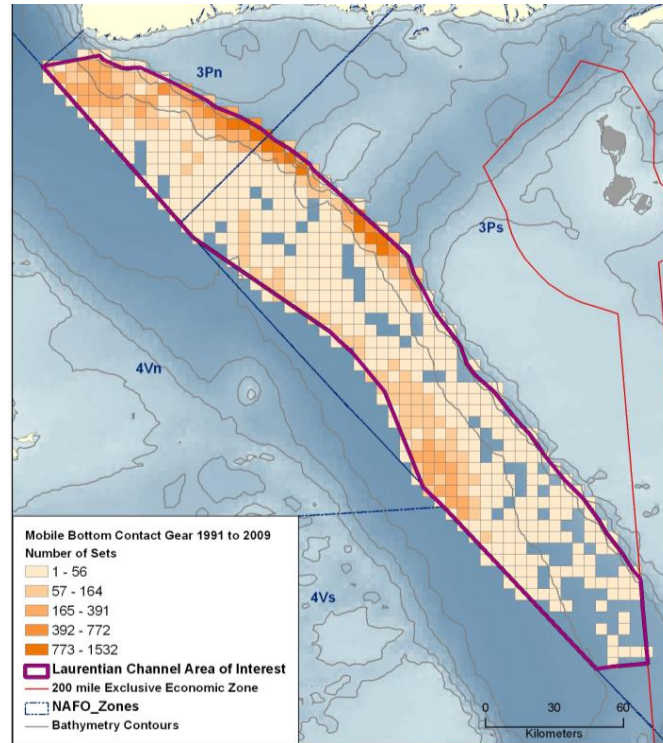 3Pn
3Ps
4Vn
4Vs
Mobile Bottom Contact Gear 1991 to 2009
Number of Sets
1 - 56
57 - 164
165 - 391
392 - 772
773 - 1532
Laurentian Channel Area of Interest
200 mile Exclusive Economic Zone
NAFO_Zones
Bathymetry Contours
0 30 60
Kilometers